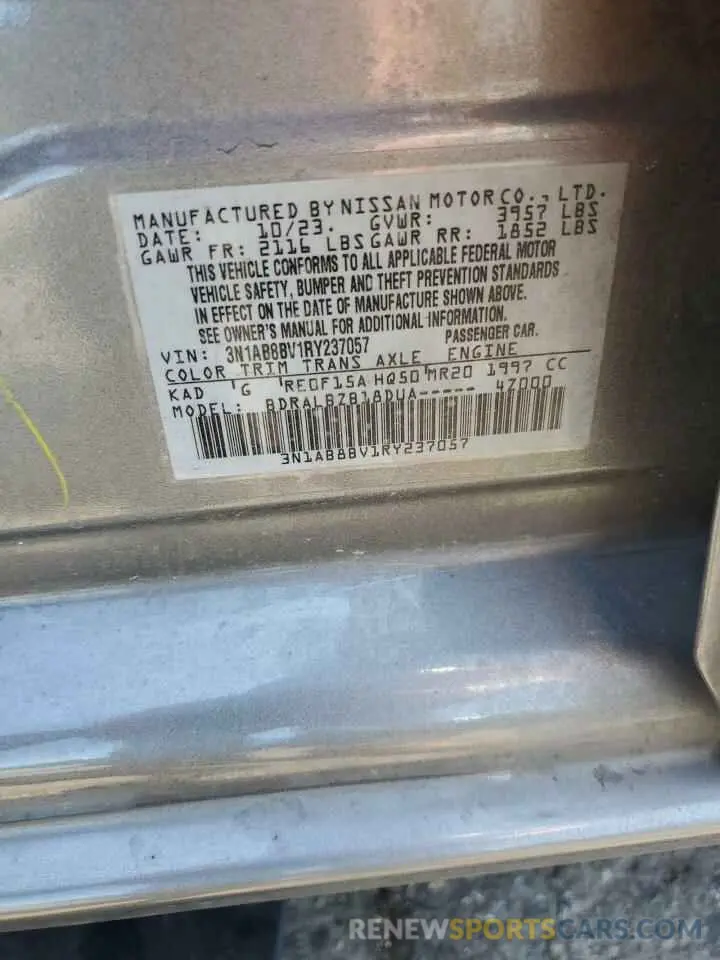 MANUFACTURED BY NISSAN MOTOR CO., LTD.
DATE: 10/23. GVWR: 3957 LBS
GAWR FR: 2116 LBS GAWR RR: 1852 LBS
THIS VEHICLE CONFORMS TO ALL APPLICABLE FEDERAL MOTOR
VEHICLE SAFETY, BUMPER AND THEFT PREVENTION STANDARDS
IN EFFECT ON THE DATE OF MANUFACTURE SHOWN ABOVE.
SEE OWNER'S MANUAL FOR ADDITIONAL INFORMATION.
VIN: 3N1AB8BV1RY237057 PASSENGER CAR.
COLOR TRIM TRANS AXLE ENGINE
KAD 'G 'RE0F15A HQ50 'MR20 1997 CC
MODEL: BDRALBZB18DUA----- 47000
3N1AB8BV1RY237057
RENEWSPORTSCARS.COM